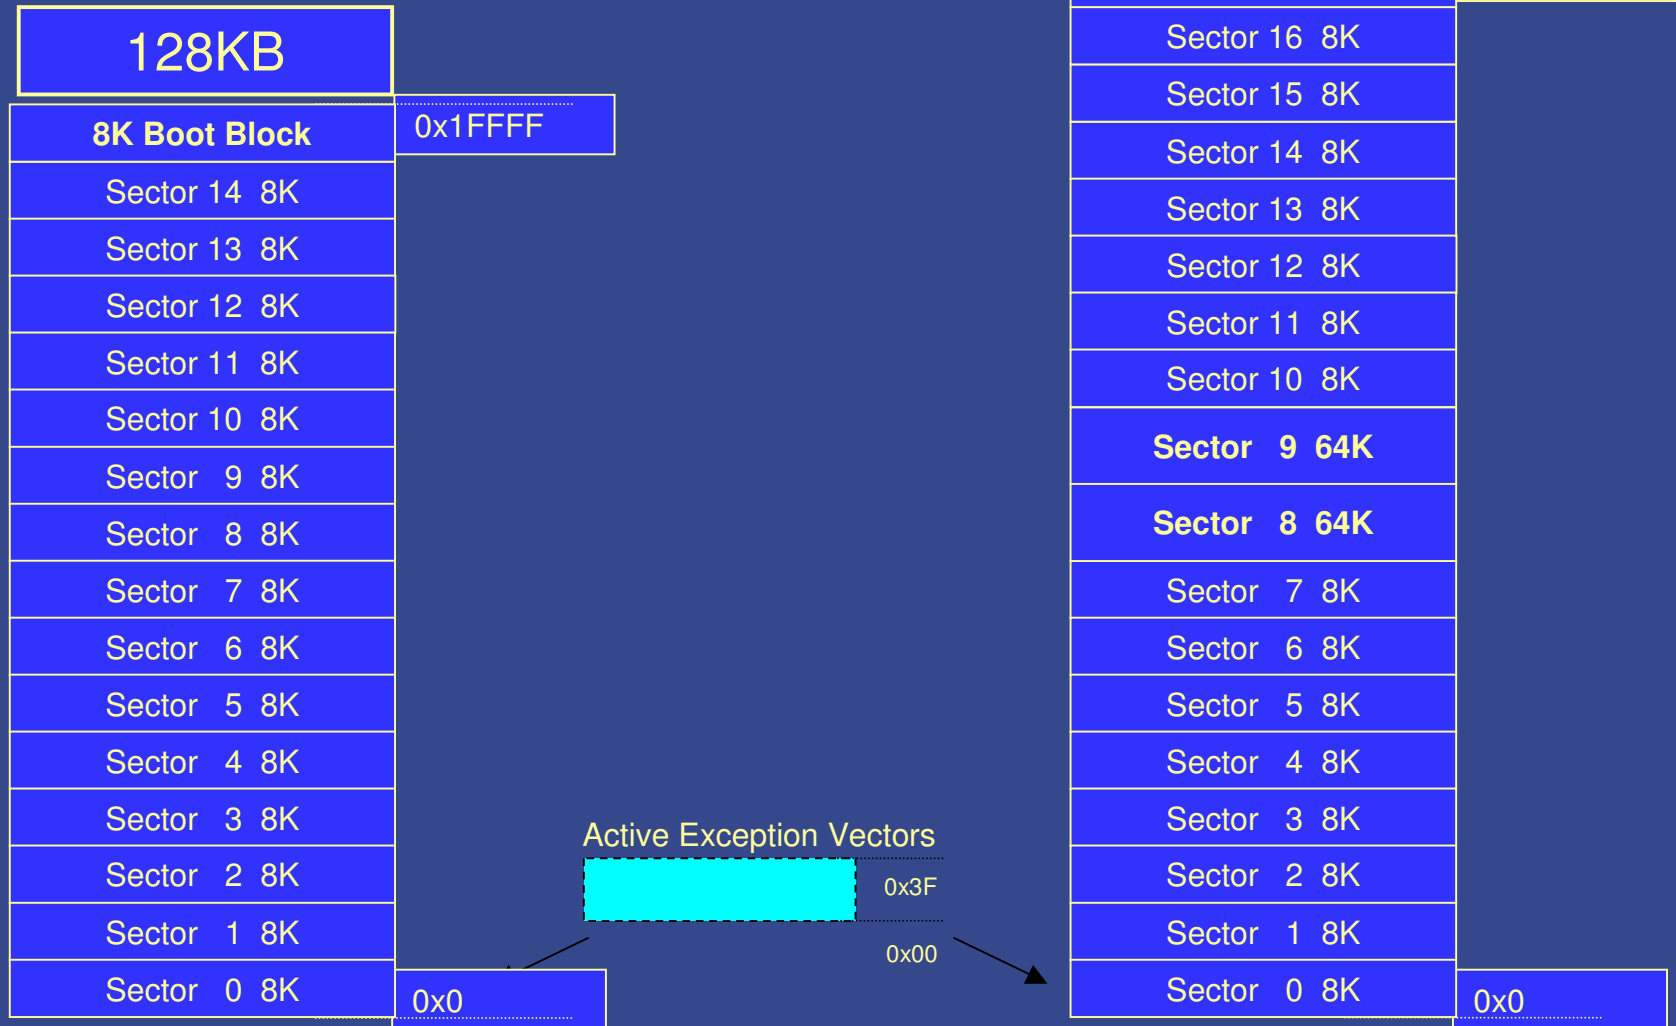 128KB
8K Boot Block
0x1FFFF
Sector 14 8K
Sector 13 8K
Sector 12 8K
Sector 11 8K
Sector 10 8K
Sector 9 8K
Sector 8 8K
Sector 7 8K
Sector 6 8K
Sector 5 8K
Sector 4 8K
Sector 3 8K
Sector 2 8K
Sector 1 8K
Sector 0 8K
0x0
Active Exception Vectors
0x3F
0x00
Sector 16 8K
Sector 15 8K
Sector 14 8K
Sector 13 8K
Sector 12 8K
Sector 11 8K
Sector 10 8K
Sector 9 64K
Sector 8 64K
Sector 7 8K
Sector 6 8K
Sector 5 8K
Sector 4 8K
Sector 3 8K
Sector 2 8K
Sector 1 8K
Sector 0 8K
0x0